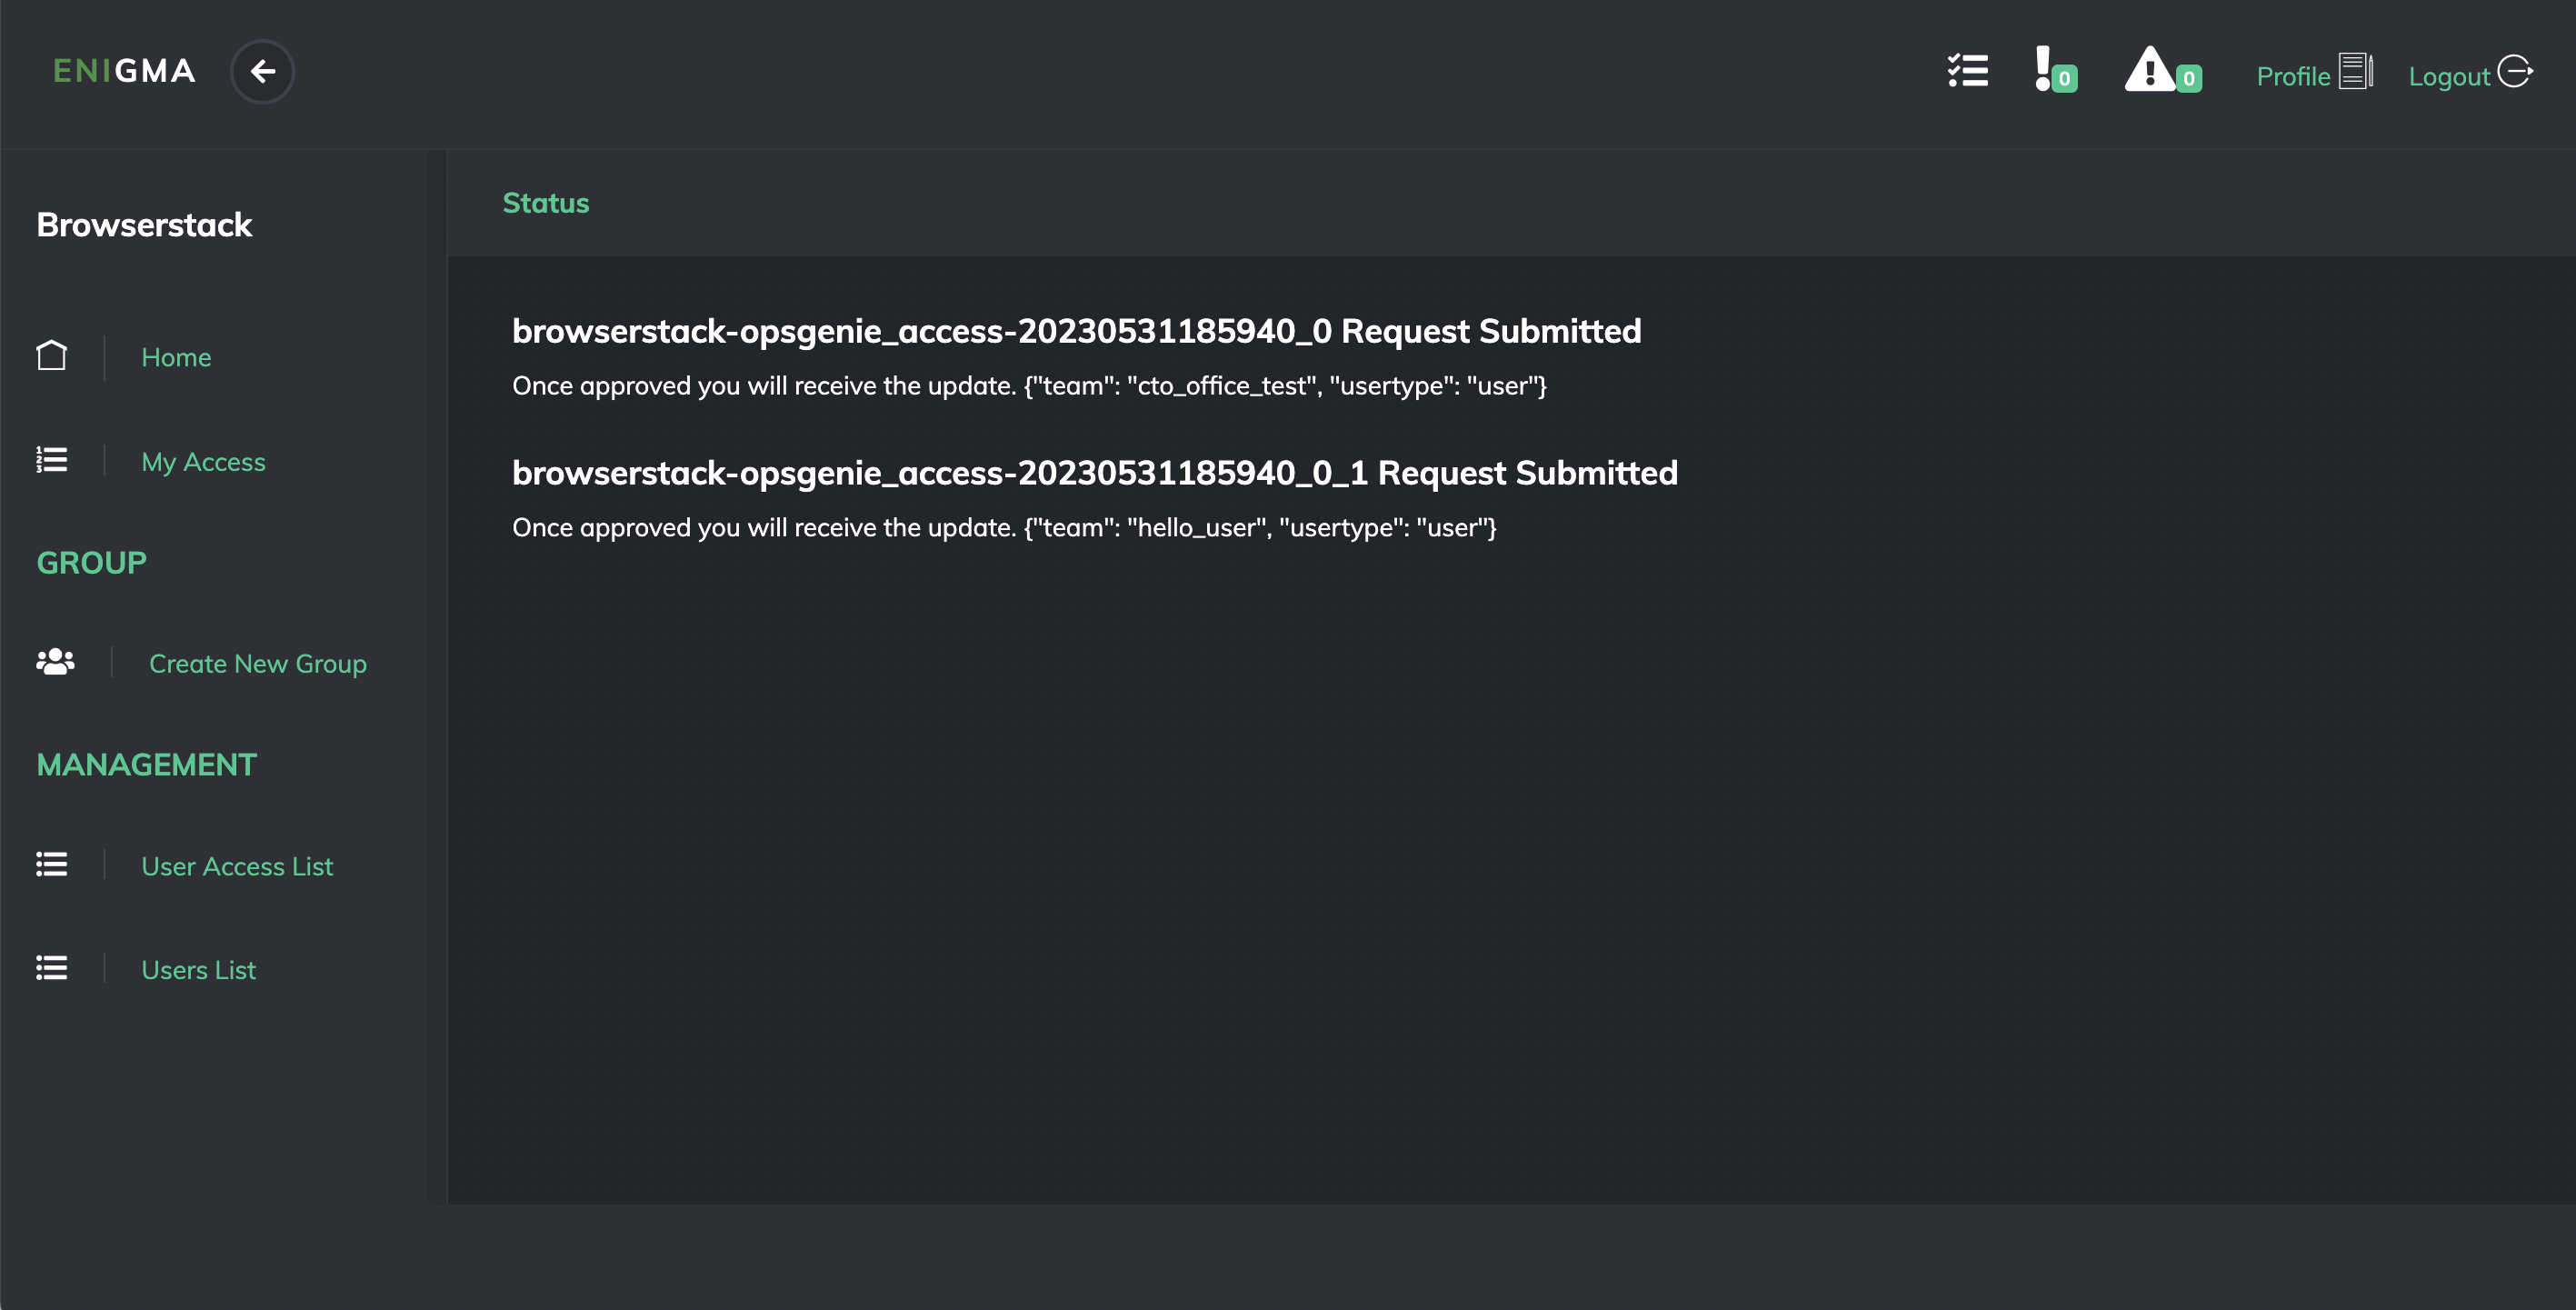 ENIGMA
0
0
Profile
Logout
Browserstack
Home
My Access
GROUP
Create New Group
MANAGEMENT
User Access List
Users List
Status
browserstack-opsgenie_access-20230531185940_0 Request Submitted
Once approved you will receive the update. {"team": "cto_office_test", "usertype": "user"}
browserstack-opsgenie_access-20230531185940_0_1 Request Submitted
Once approved you will receive the update. {"team": "hello_user", "usertype": "user"}